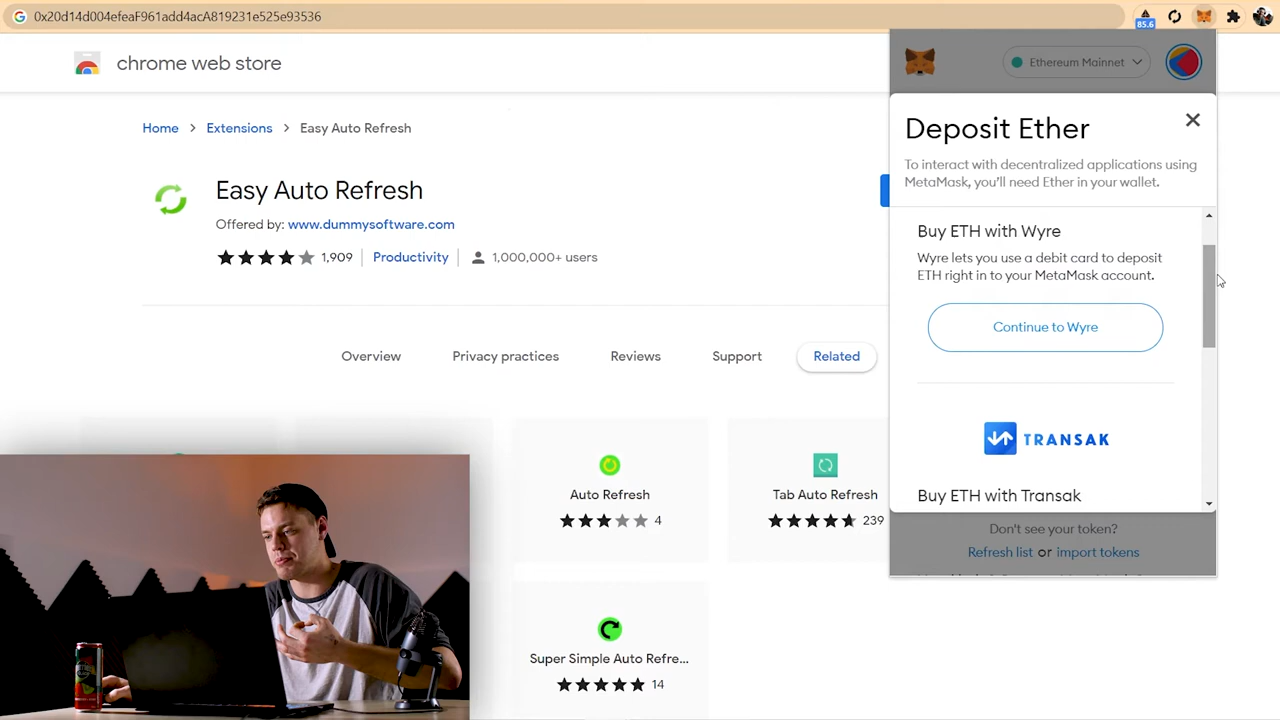 0x20d14d004efeaF961add4acA819231e525e93536
85.6
chrome web store
Ethereum Mainnet
Home > Extensions > Easy Auto Refresh
Easy Auto Refresh
Offered by: www.dummysoftware.com
1,909 Productivity 1,000,000+ users
Overview Privacy practices Reviews Support Related
Auto Refresh
4
Tab Auto Refresh
239
Super Simple Auto Refre...
14
Deposit Ether
To interact with decentralized applications using
MetaMask, you'll need Ether in your wallet.
Buy ETH with Wyre
Wyre lets you use a debit card to deposit
ETH right in to your MetaMask account.
Continue to Wyre
TRANSAK
Buy ETH with Transak
Don't see your token?
Refresh list or import tokens